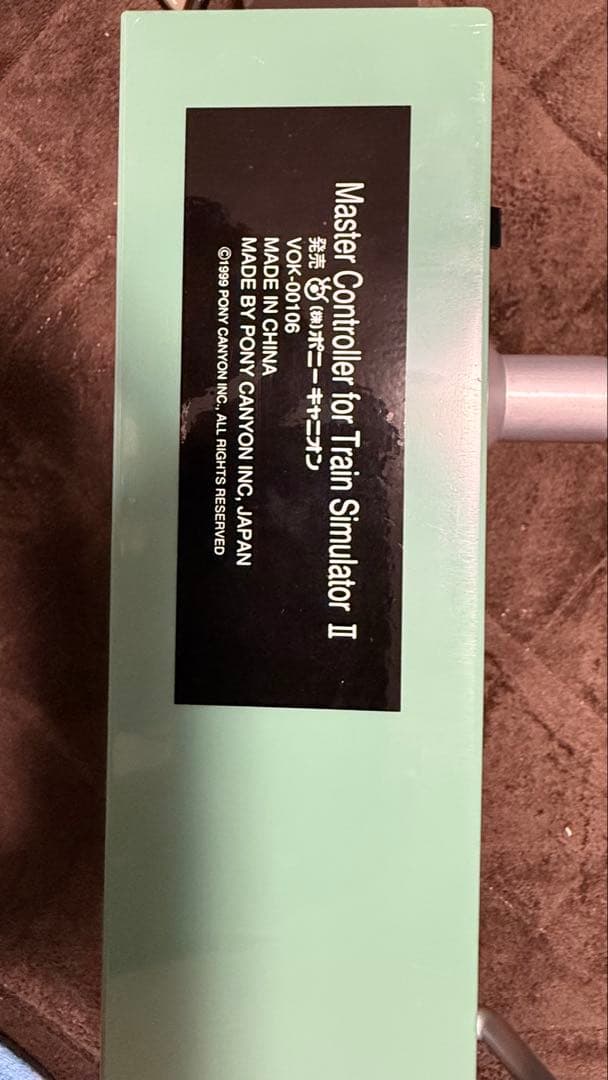 Master Controller for Train Simulator II
発売 (株)ポニーキャニオン
VOK-00106
MADE IN CHINA
MADE BY PONY CANYON INC, JAPAN
©1999 PONY CANYON INC., ALL RIGHTS RESERVED